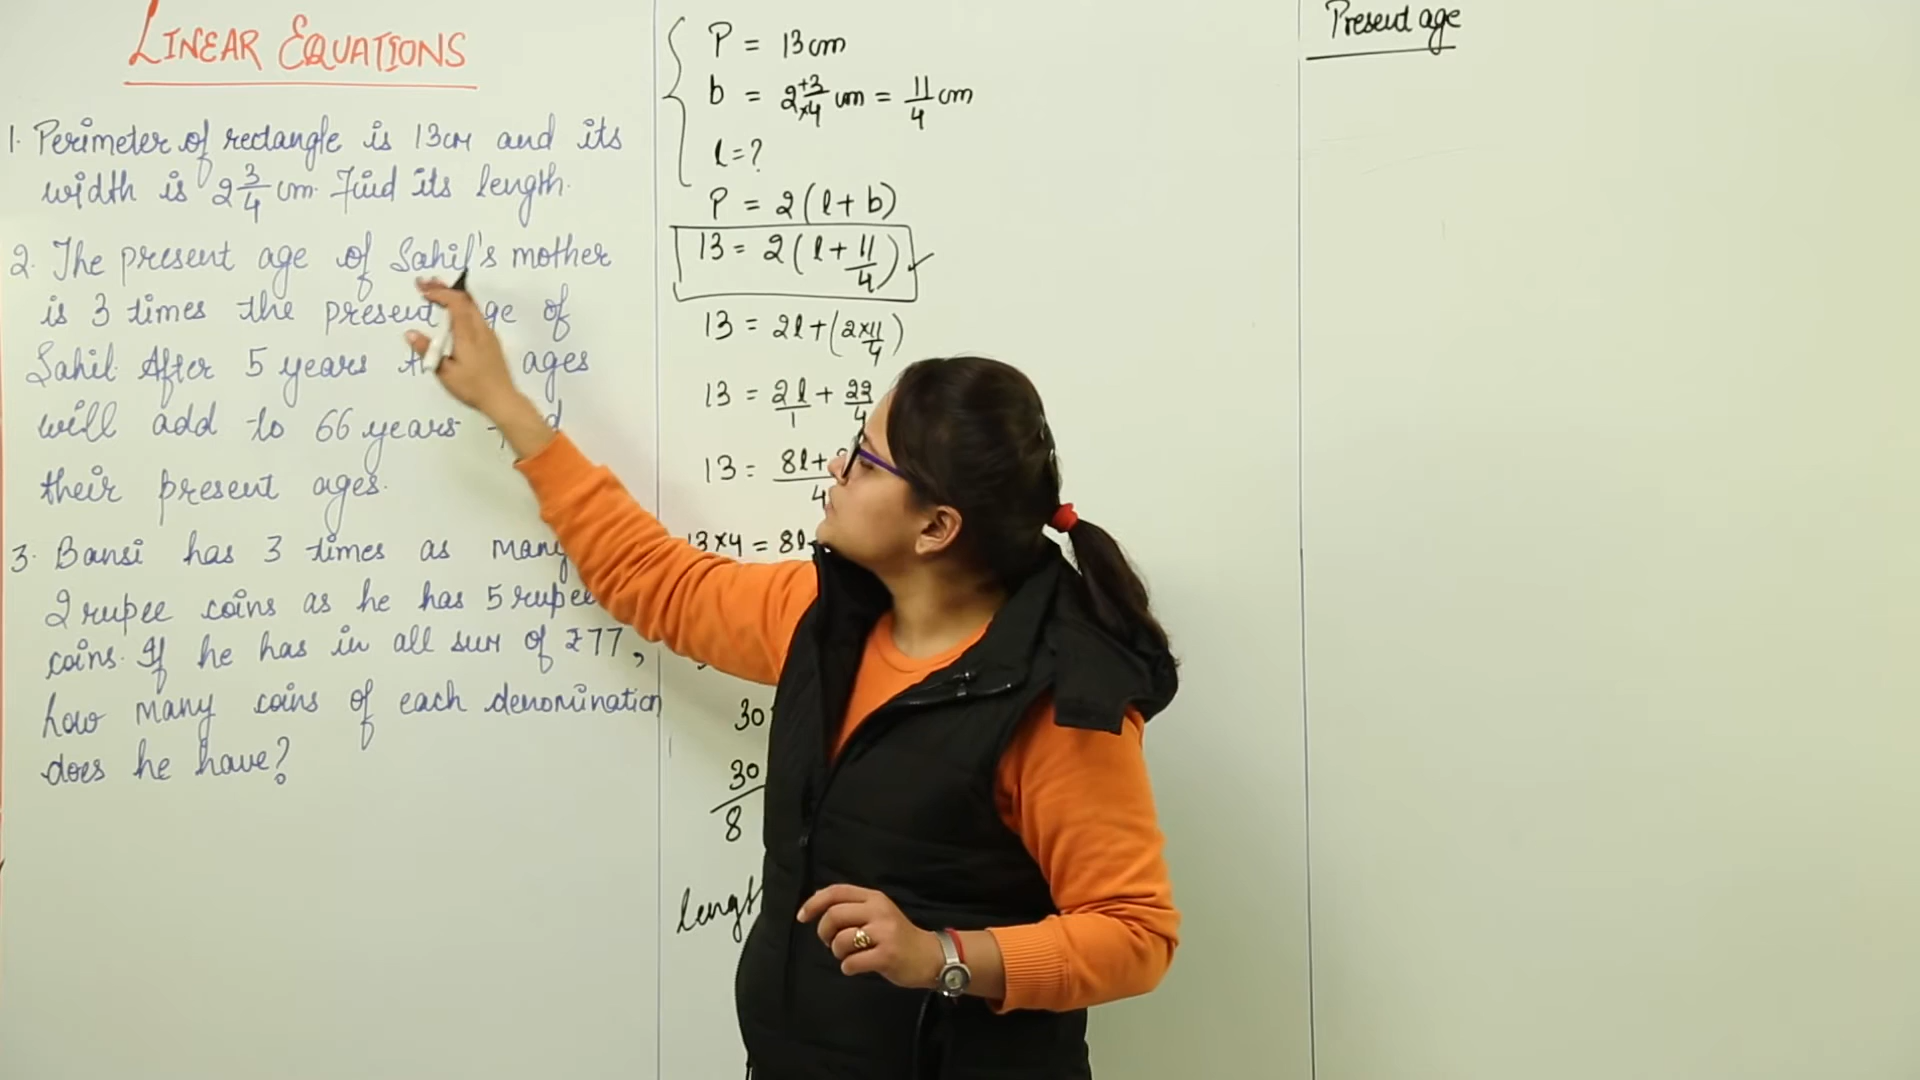 LINEAR EQUATIONS
1. Perimeter of rectangle is 13cm and its
width is 2 3/4 cm. Find its length.
2. The present age of Sahil's mother
is 3 times the present age of
Sahil. After 5 years ages
will add to 66 years
their present ages.
3. Bansi has 3 times as many
2 rupee coins as he has 5 rupee
coins. If he has in all sum of ₹77,
how many coins of each denomination
does he have?
P = 13cm
b = 2 +3/×4 cm = 11/4 cm
l = ?
P = 2(l + b)
13 = 2(l + 11/4) ✓
13 = 2l + (2×11/4)
13 = 2l/1 + 22/4
13 = 8l +
13×4 = 8l
30
30/8
Present age